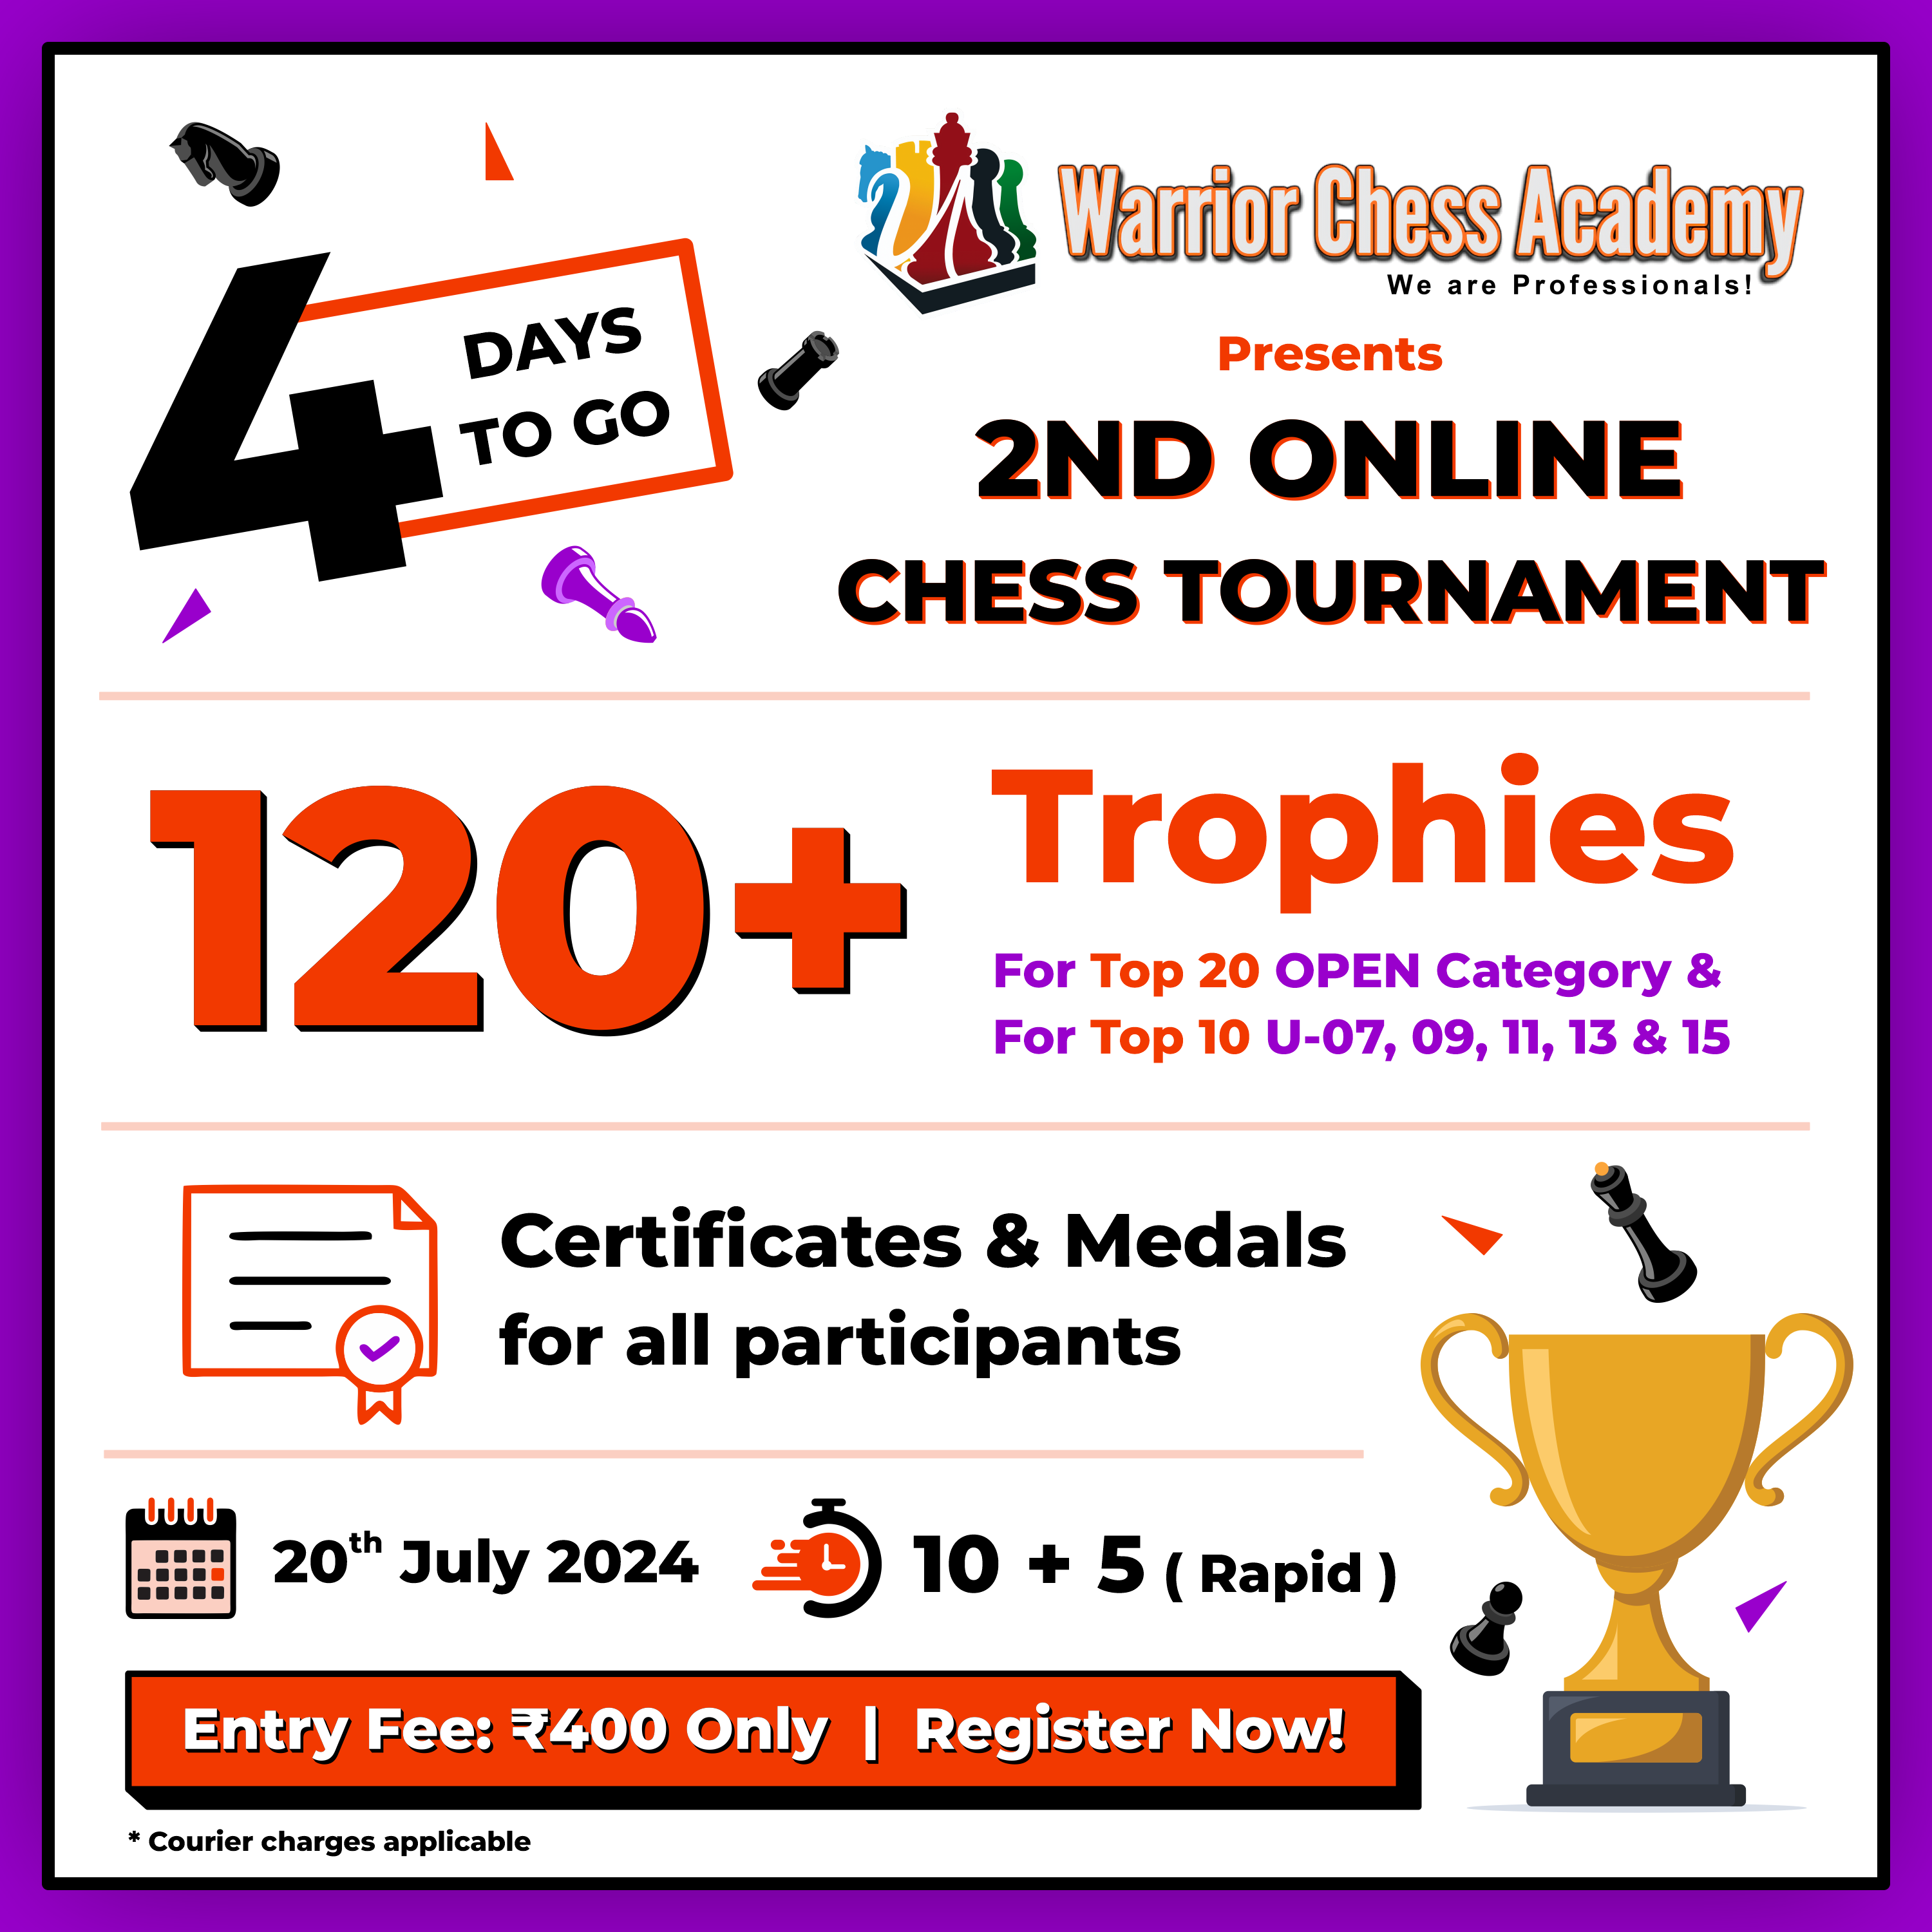 4 DAYS
TO GO
Warrior Chess Academy
We are Professionals!
Presents
2ND ONLINE
CHESS TOURNAMENT
120+
Trophies
For Top 20 OPEN Category &
For Top 10 U-07, 09, 11, 13 & 15
Certificates & Medals
for all participants
20th July 2024
10 + 5 ( Rapid )
Entry Fee: ₹400 Only | Register Now!
* Courier charges applicable